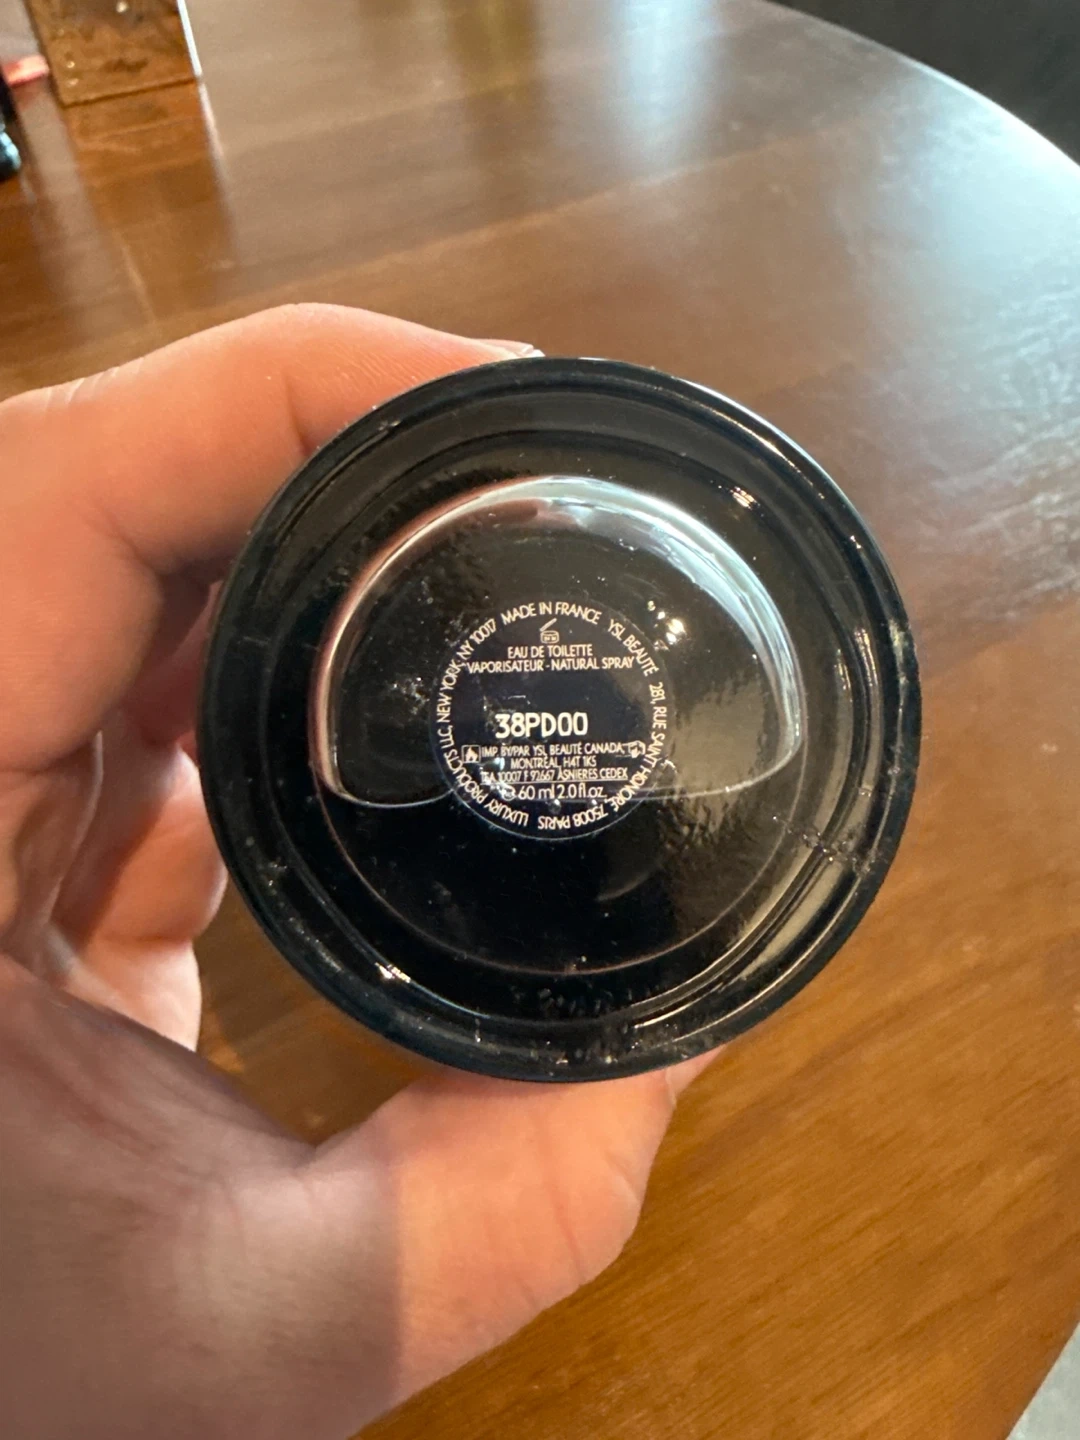 MADE IN FRANCE YSL BEAUTÉ 281, RUE SAINT HONORÉ 75008 PARIS LUXURY PRODUCTS LLC, NEW YORK, NY 10017
EAU DE TOILETTE
VAPORISATEUR - NATURAL SPRAY
38PD00
IMP. BY/PAR YSL BEAUTÉ CANADA,
MONTRÉAL, H4T 1K5
TSA 10007 F 92667 ASNIERES CEDEX
60 ml 2.0 fl.oz.